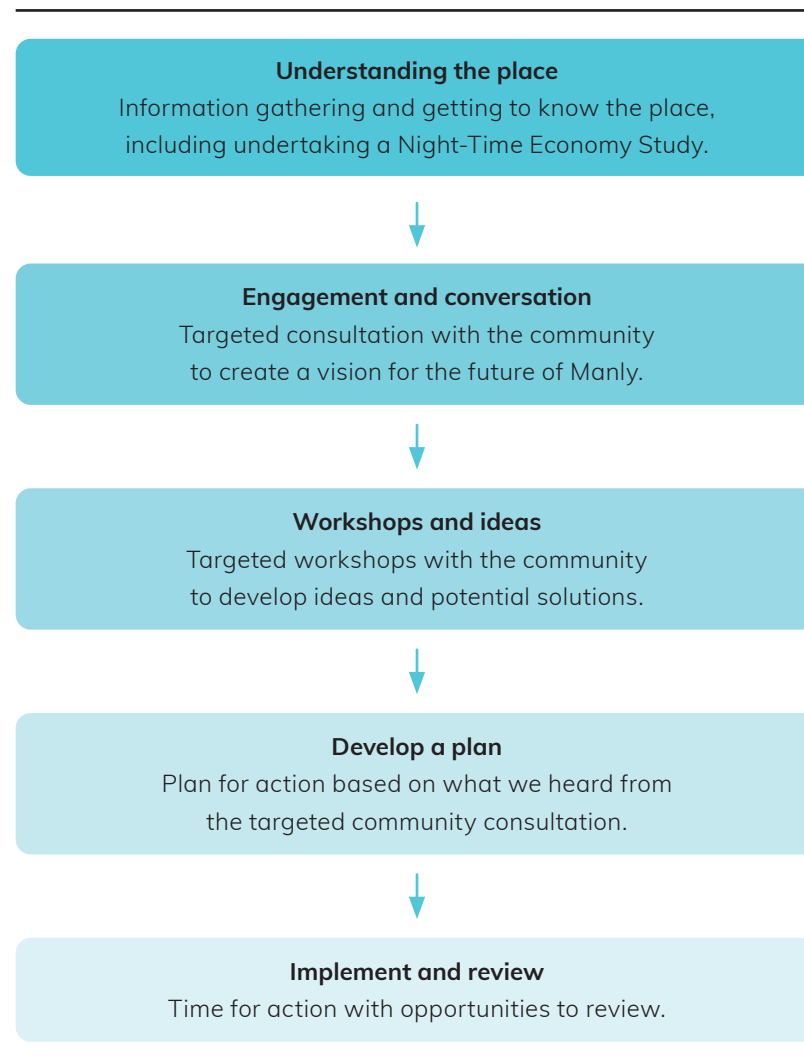 Understanding the place
Information gathering and getting to know the place,
including undertaking a Night-Time Economy Study.
Engagement and conversation
Targeted consultation with the community
to create a vision for the future of Manly.
Workshops and ideas
Targeted workshops with the community
to develop ideas and potential solutions.
Develop a plan
Plan for action based on what we heard from
the targeted community consultation.
Implement and review
Time for action with opportunities to review.